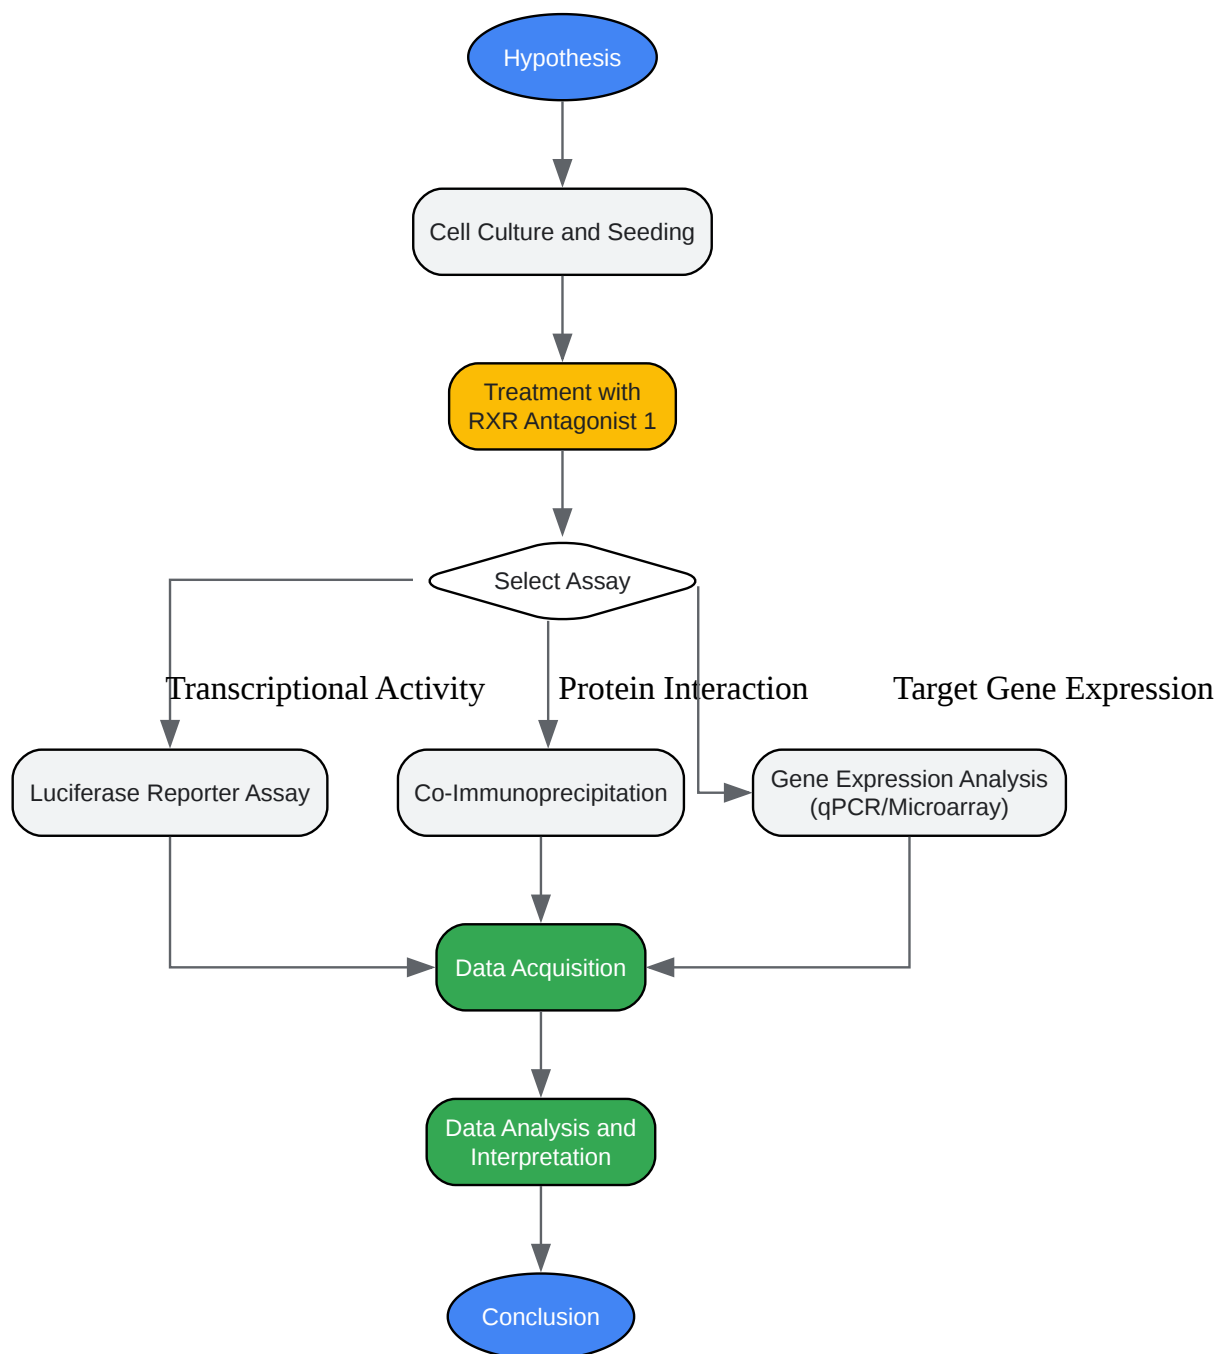 Hypothesis
Cell Culture and Seeding
Treatment with
RXR Antagonist 1
Select Assay
Transcriptional Activity
Protein Interaction
Target Gene Expression
Luciferase Reporter Assay
Co-Immunoprecipitation
Gene Expression Analysis
(qPCR/Microarray)
Data Acquisition
Data Analysis and
Interpretation
Conclusion